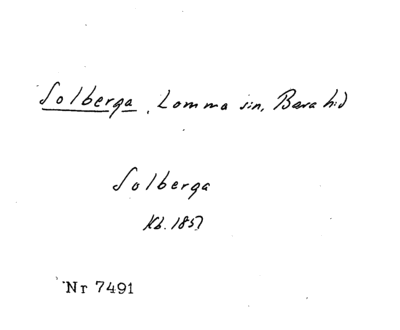 Solberga, Lomma sn, Bara hd
Solberga
Kb. 1857
Nr 7491